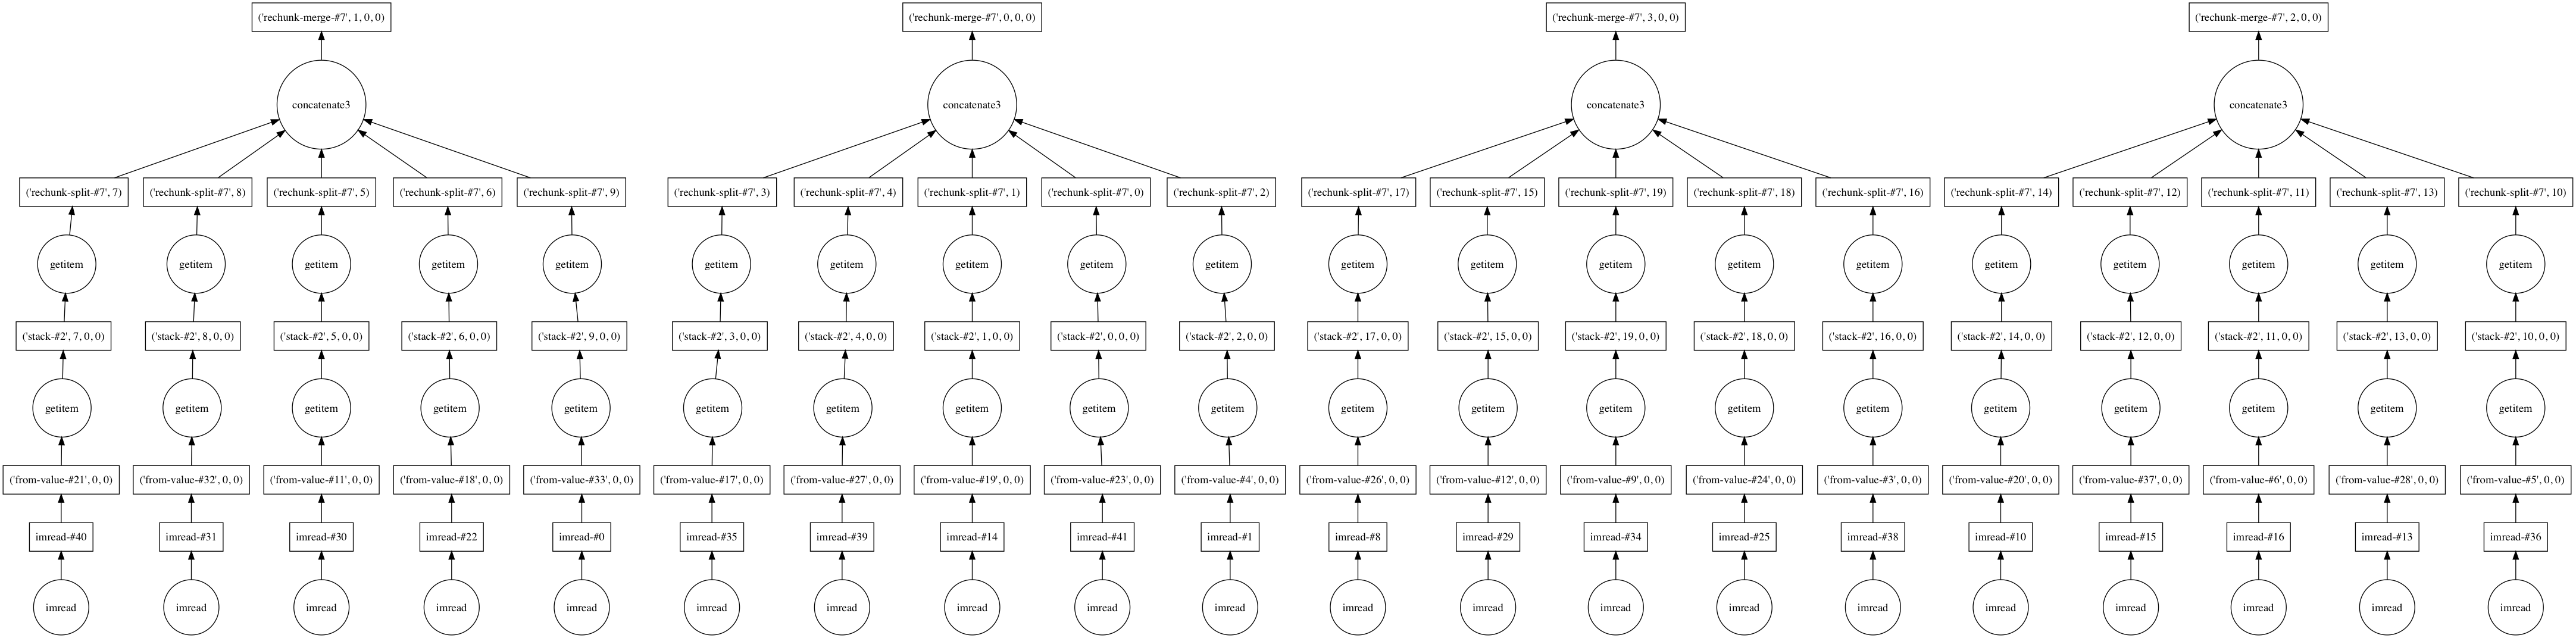 ('rechunk-merge-#7', 1, 0, 0) ('rechunk-merge-#7', 0, 0, 0) ('rechunk-merge-#7', 3, 0, 0) ('rechunk-merge-#7', 2, 0, 0)
concatenate3 concatenate3 concatenate3 concatenate3
('rechunk-split-#7', 7) ('rechunk-split-#7', 8) ('rechunk-split-#7', 5) ('rechunk-split-#7', 6) ('rechunk-split-#7', 9) ('rechunk-split-#7', 3) ('rechunk-split-#7', 4) ('rechunk-split-#7', 1) ('rechunk-split-#7', 0) ('rechunk-split-#7', 2) ('rechunk-split-#7', 17) ('rechunk-split-#7', 15) ('rechunk-split-#7', 19) ('rechunk-split-#7', 18) ('rechunk-split-#7', 16) ('rechunk-split-#7', 14) ('rechunk-split-#7', 12) ('rechunk-split-#7', 11) ('rechunk-split-#7', 13) ('rechunk-split-#7', 10)
getitem getitem getitem getitem getitem getitem getitem getitem getitem getitem getitem getitem getitem getitem getitem getitem getitem getitem getitem getitem
('stack-#2', 7, 0, 0) ('stack-#2', 8, 0, 0) ('stack-#2', 5, 0, 0) ('stack-#2', 6, 0, 0) ('stack-#2', 9, 0, 0) ('stack-#2', 3, 0, 0) ('stack-#2', 4, 0, 0) ('stack-#2', 1, 0, 0) ('stack-#2', 0, 0, 0) ('stack-#2', 2, 0, 0) ('stack-#2', 17, 0, 0) ('stack-#2', 15, 0, 0) ('stack-#2', 19, 0, 0) ('stack-#2', 18, 0, 0) ('stack-#2', 16, 0, 0) ('stack-#2', 14, 0, 0) ('stack-#2', 12, 0, 0) ('stack-#2', 11, 0, 0) ('stack-#2', 13, 0, 0) ('stack-#2', 10, 0, 0)
getitem getitem getitem getitem getitem getitem getitem getitem getitem getitem getitem getitem getitem getitem getitem getitem getitem getitem getitem getitem
('from-value-#21', 0, 0) ('from-value-#32', 0, 0) ('from-value-#11', 0, 0) ('from-value-#18', 0, 0) ('from-value-#33', 0, 0) ('from-value-#17', 0, 0) ('from-value-#27', 0, 0) ('from-value-#19', 0, 0) ('from-value-#23', 0, 0) ('from-value-#4', 0, 0) ('from-value-#26', 0, 0) ('from-value-#12', 0, 0) ('from-value-#9', 0, 0) ('from-value-#24', 0, 0) ('from-value-#3', 0, 0) ('from-value-#20', 0, 0) ('from-value-#37', 0, 0) ('from-value-#6', 0, 0) ('from-value-#28', 0, 0) ('from-value-#5', 0, 0)
imread-#40 imread-#31 imread-#30 imread-#22 imread-#0 imread-#35 imread-#39 imread-#14 imread-#41 imread-#1 imread-#8 imread-#29 imread-#34 imread-#25 imread-#38 imread-#10 imread-#15 imread-#16 imread-#13 imread-#36
imread imread imread imread imread imread imread imread imread imread imread imread imread imread imread imread imread imread imread imread